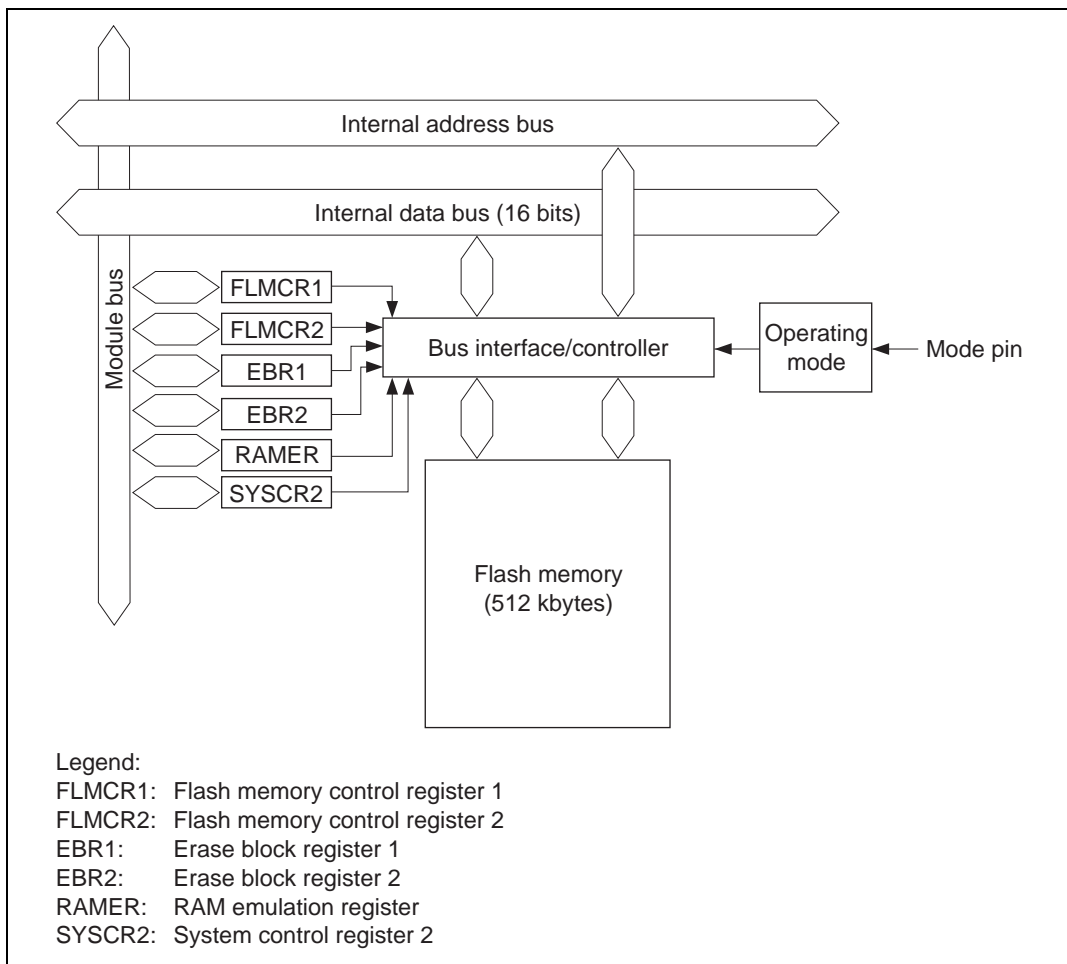 Internal address bus
Internal data bus (16 bits)
Module bus
FLMCR1
FLMCR2
EBR1
EBR2
RAMER
SYSCR2
Bus interface/controller
Operating
mode
Mode pin
Flash memory
(512 kbytes)
Legend:
FLMCR1: Flash memory control register 1
FLMCR2: Flash memory control register 2
EBR1: Erase block register 1
EBR2: Erase block register 2
RAMER: RAM emulation register
SYSCR2: System control register 2